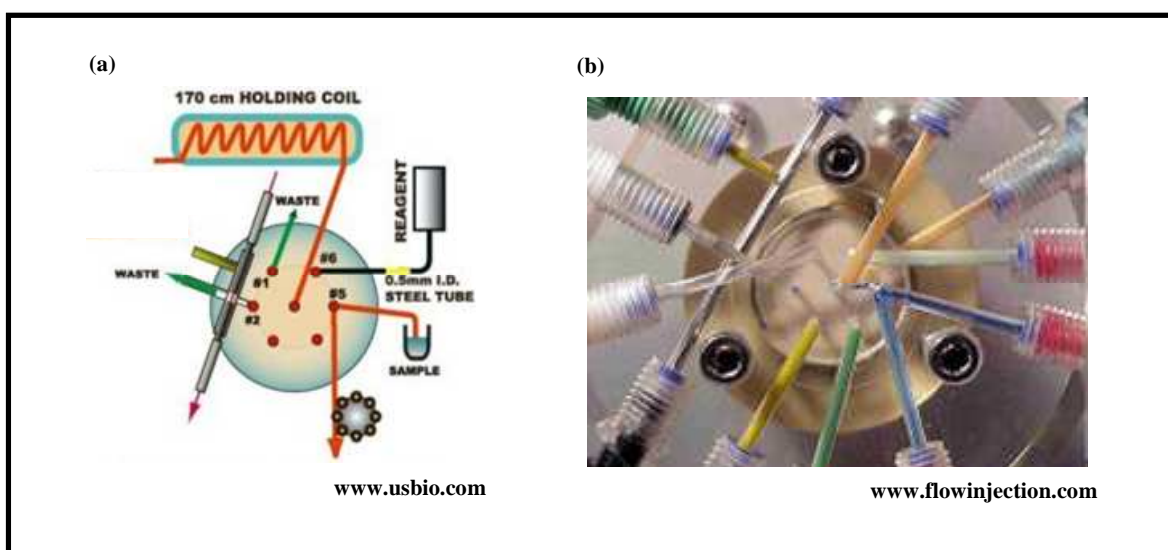 (a)
(b)
170 cm HOLDING COIL
REAGENT
WASTE
#6
#1
0.5mm I.D.
STEEL TUBE
WASTE
#5
#2
SAMPLE
www.usbio.com
www.flowinjection.com